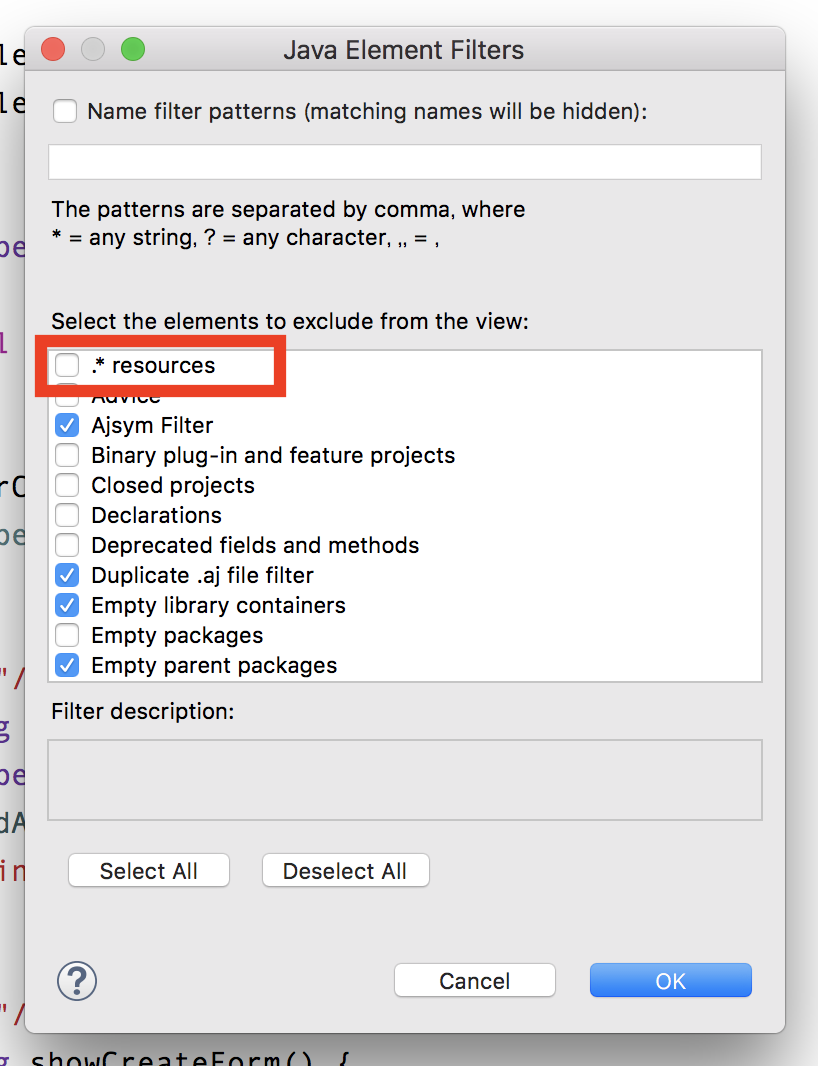 le
Java Element Filters
le
Name filter patterns (matching names will be hidden):
The patterns are separated by comma, where
* = any string, ? = any character, ,, = ,
be
Select the elements to exclude from the view:
l
.* resources
Advice
Ajsym Filter
Binary plug-in and feature projects
rC
Closed projects
Declarations
be
Deprecated fields and methods
Duplicate .aj file filter
Empty library containers
Empty packages
Empty parent packages
"/
Filter description:
g
be
dA
in
Select All
Deselect All
?
Cancel
OK
"/
g showCreateForm() {